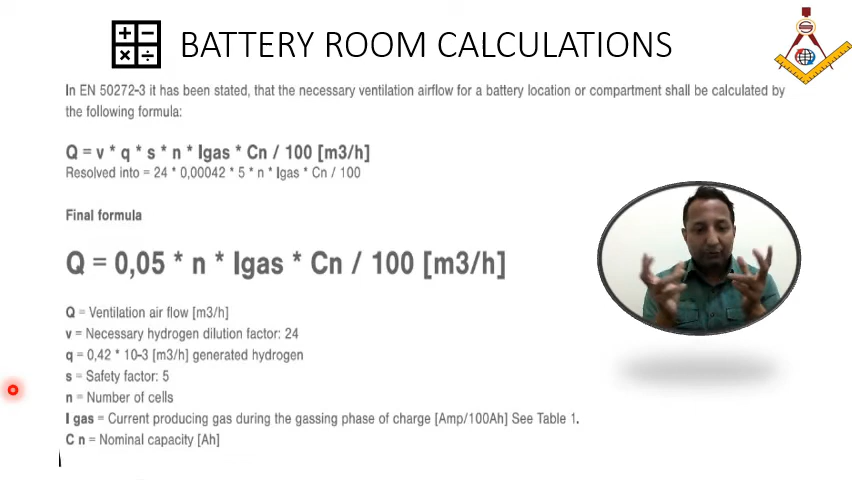 BATTERY ROOM CALCULATIONS
In EN 50272-3 it has been stated, that the necessary ventilation airflow for a battery location or compartment shall be calculated by
the following formula:
Q = v * q * s * n * Igas * Cn / 100 [m3/h]
Resolved into = 24 * 0,00042 * 5 * n * Igas * Cn / 100
Final formula
Q = 0,05 * n * Igas * Cn / 100 [m3/h]
Q = Ventilation air flow [m3/h]
v = Necessary hydrogen dilution factor: 24
q = 0,42 * 10-3 [m3/h] generated hydrogen
s = Safety factor: 5
n = Number of cells
I gas = Current producing gas during the gassing phase of charge [Amp/100Ah] See Table 1.
C n = Nominal capacity [Ah]